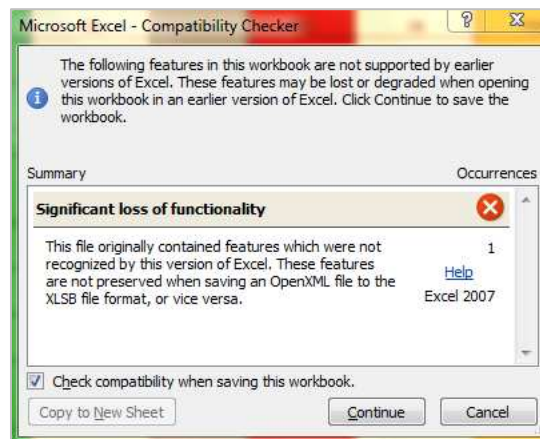 Microsoft Excel - Compatibility Checker
The following features in this workbook are not supported by earlier
versions of Excel. These features may be lost or degraded when opening
this workbook in an earlier version of Excel. Click Continue to save the
workbook.
Summary Occurrences
Significant loss of functionality
This file originally contained features which were not 1
recognized by this version of Excel. These features Help
are not preserved when saving an OpenXML file to the
XLSB file format, or vice versa. Excel 2007
Check compatibility when saving this workbook.
Copy to New Sheet Continue Cancel